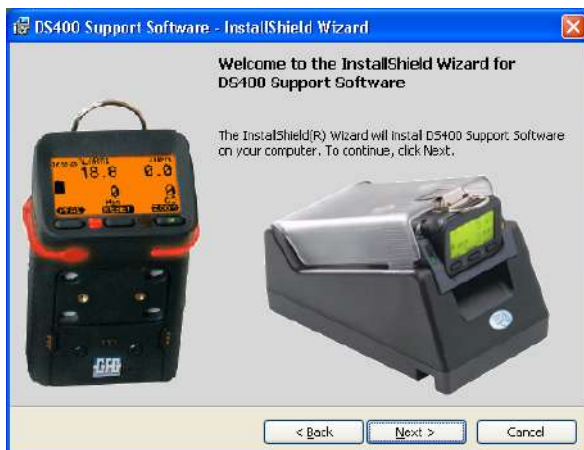 DS400 Support Software - InstallShield Wizard
Welcome to the InstallShield Wizard for
DS400 Support Software
The InstallShield(R) Wizard will install DS400 Support Software
on your computer. To continue, click Next.
18.8 0.0
0 0
RESET
GFG
< Back
Next >
Cancel